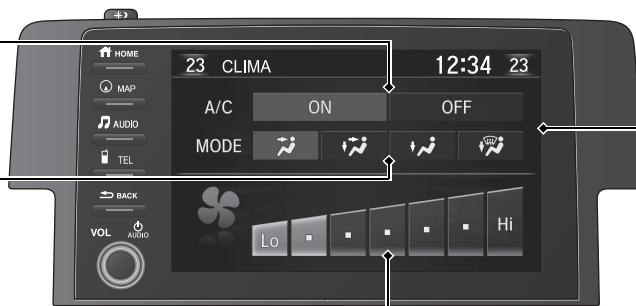 HOME
MAP
AUDIO
TEL
BACK
VOL AUDIO
23 CLIMA 12:34 23
A/C ON OFF
MODE
Lo Hi